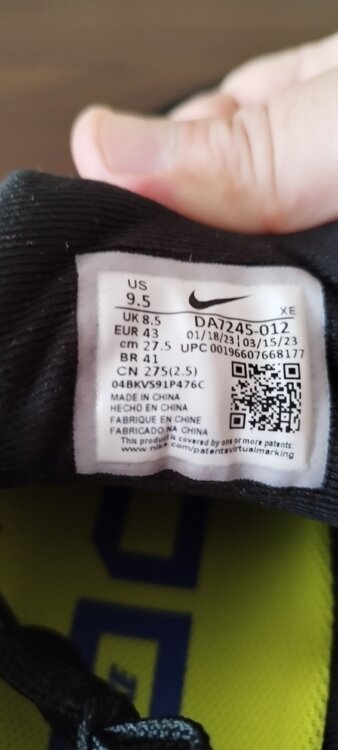 US
9.5
XE
UK 8.5
DA7245-012
EUR 43
01/18/23 | 03/15/23
cm 27.5
UPC 00196607668177
BR 41
CN 275(2.5)
04BKVS91P476C
MADE IN CHINA
HECHO EN CHINA
FABRIQUE EN CHINE
FABRICADO NA CHINA
This product is covered by one or more patents:
www.nike.com/patentsvirtualmarking